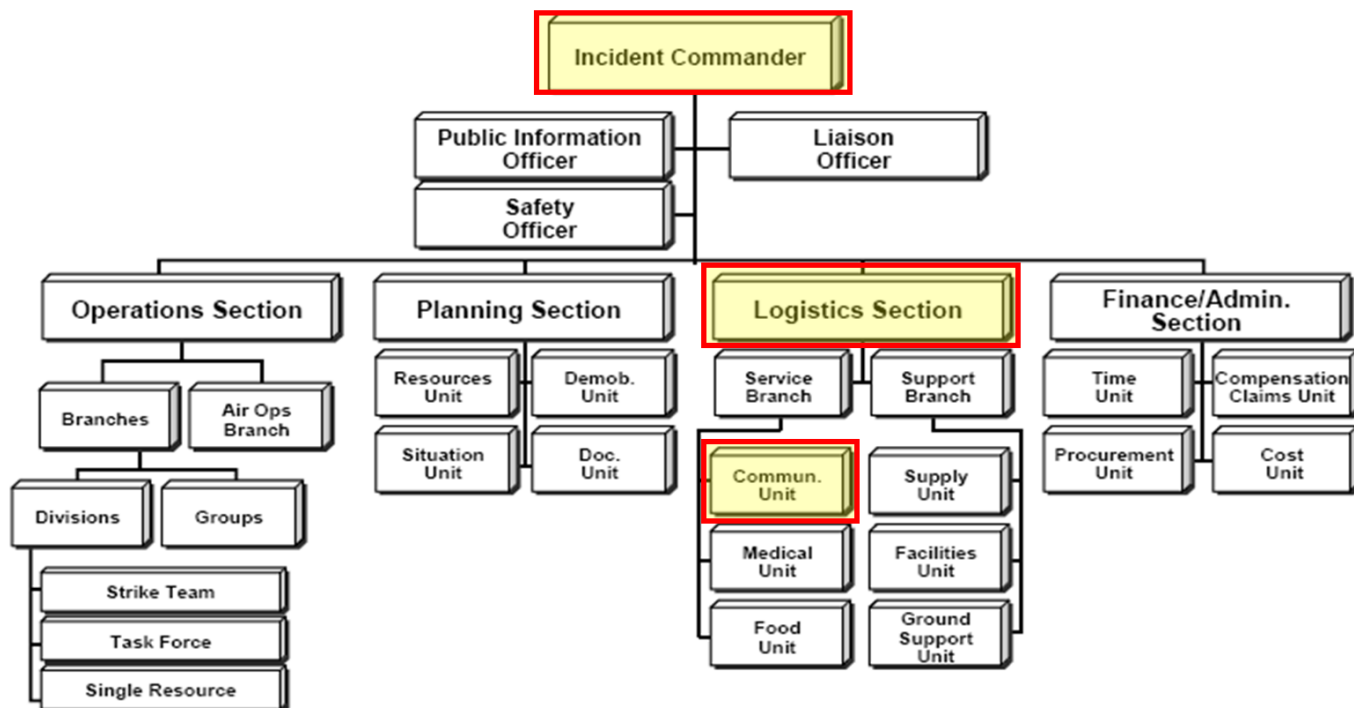 Incident Commander
Public Information
Officer
Liaison
Officer
Safety
Officer
Operations Section
Planning Section
Logistics Section
Finance/Admin.
Section
Branches
Air Ops
Branch
Divisions
Groups
Strike Team
Task Force
Single Resource
Resources
Unit
Demob.
Unit
Situation
Unit
Doc.
Unit
Service
Branch
Support
Branch
Commun.
Unit
Supply
Unit
Medical
Unit
Facilities
Unit
Food
Unit
Ground
Support
Unit
Time
Unit
Compensation
Claims Unit
Procurement
Unit
Cost
Unit